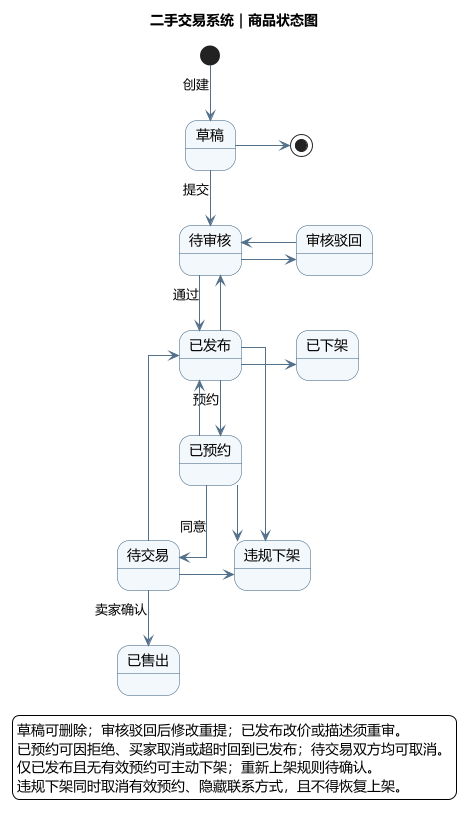 二手交易系统 | 商品状态图
创建
草稿
提交
待审核
审核驳回
通过
已发布
已下架
预约
已预约
同意
待交易
违规下架
卖家确认
已售出
草稿可删除；审核驳回后修改重提；已发布改价或描述须重审。
已预约可因拒绝、买家取消或超时回到已发布；待交易双方均可取消。
仅已发布且无有效预约可主动下架；重新上架规则待确认。
违规下架同时取消有效预约、隐藏联系方式，且不得恢复上架。